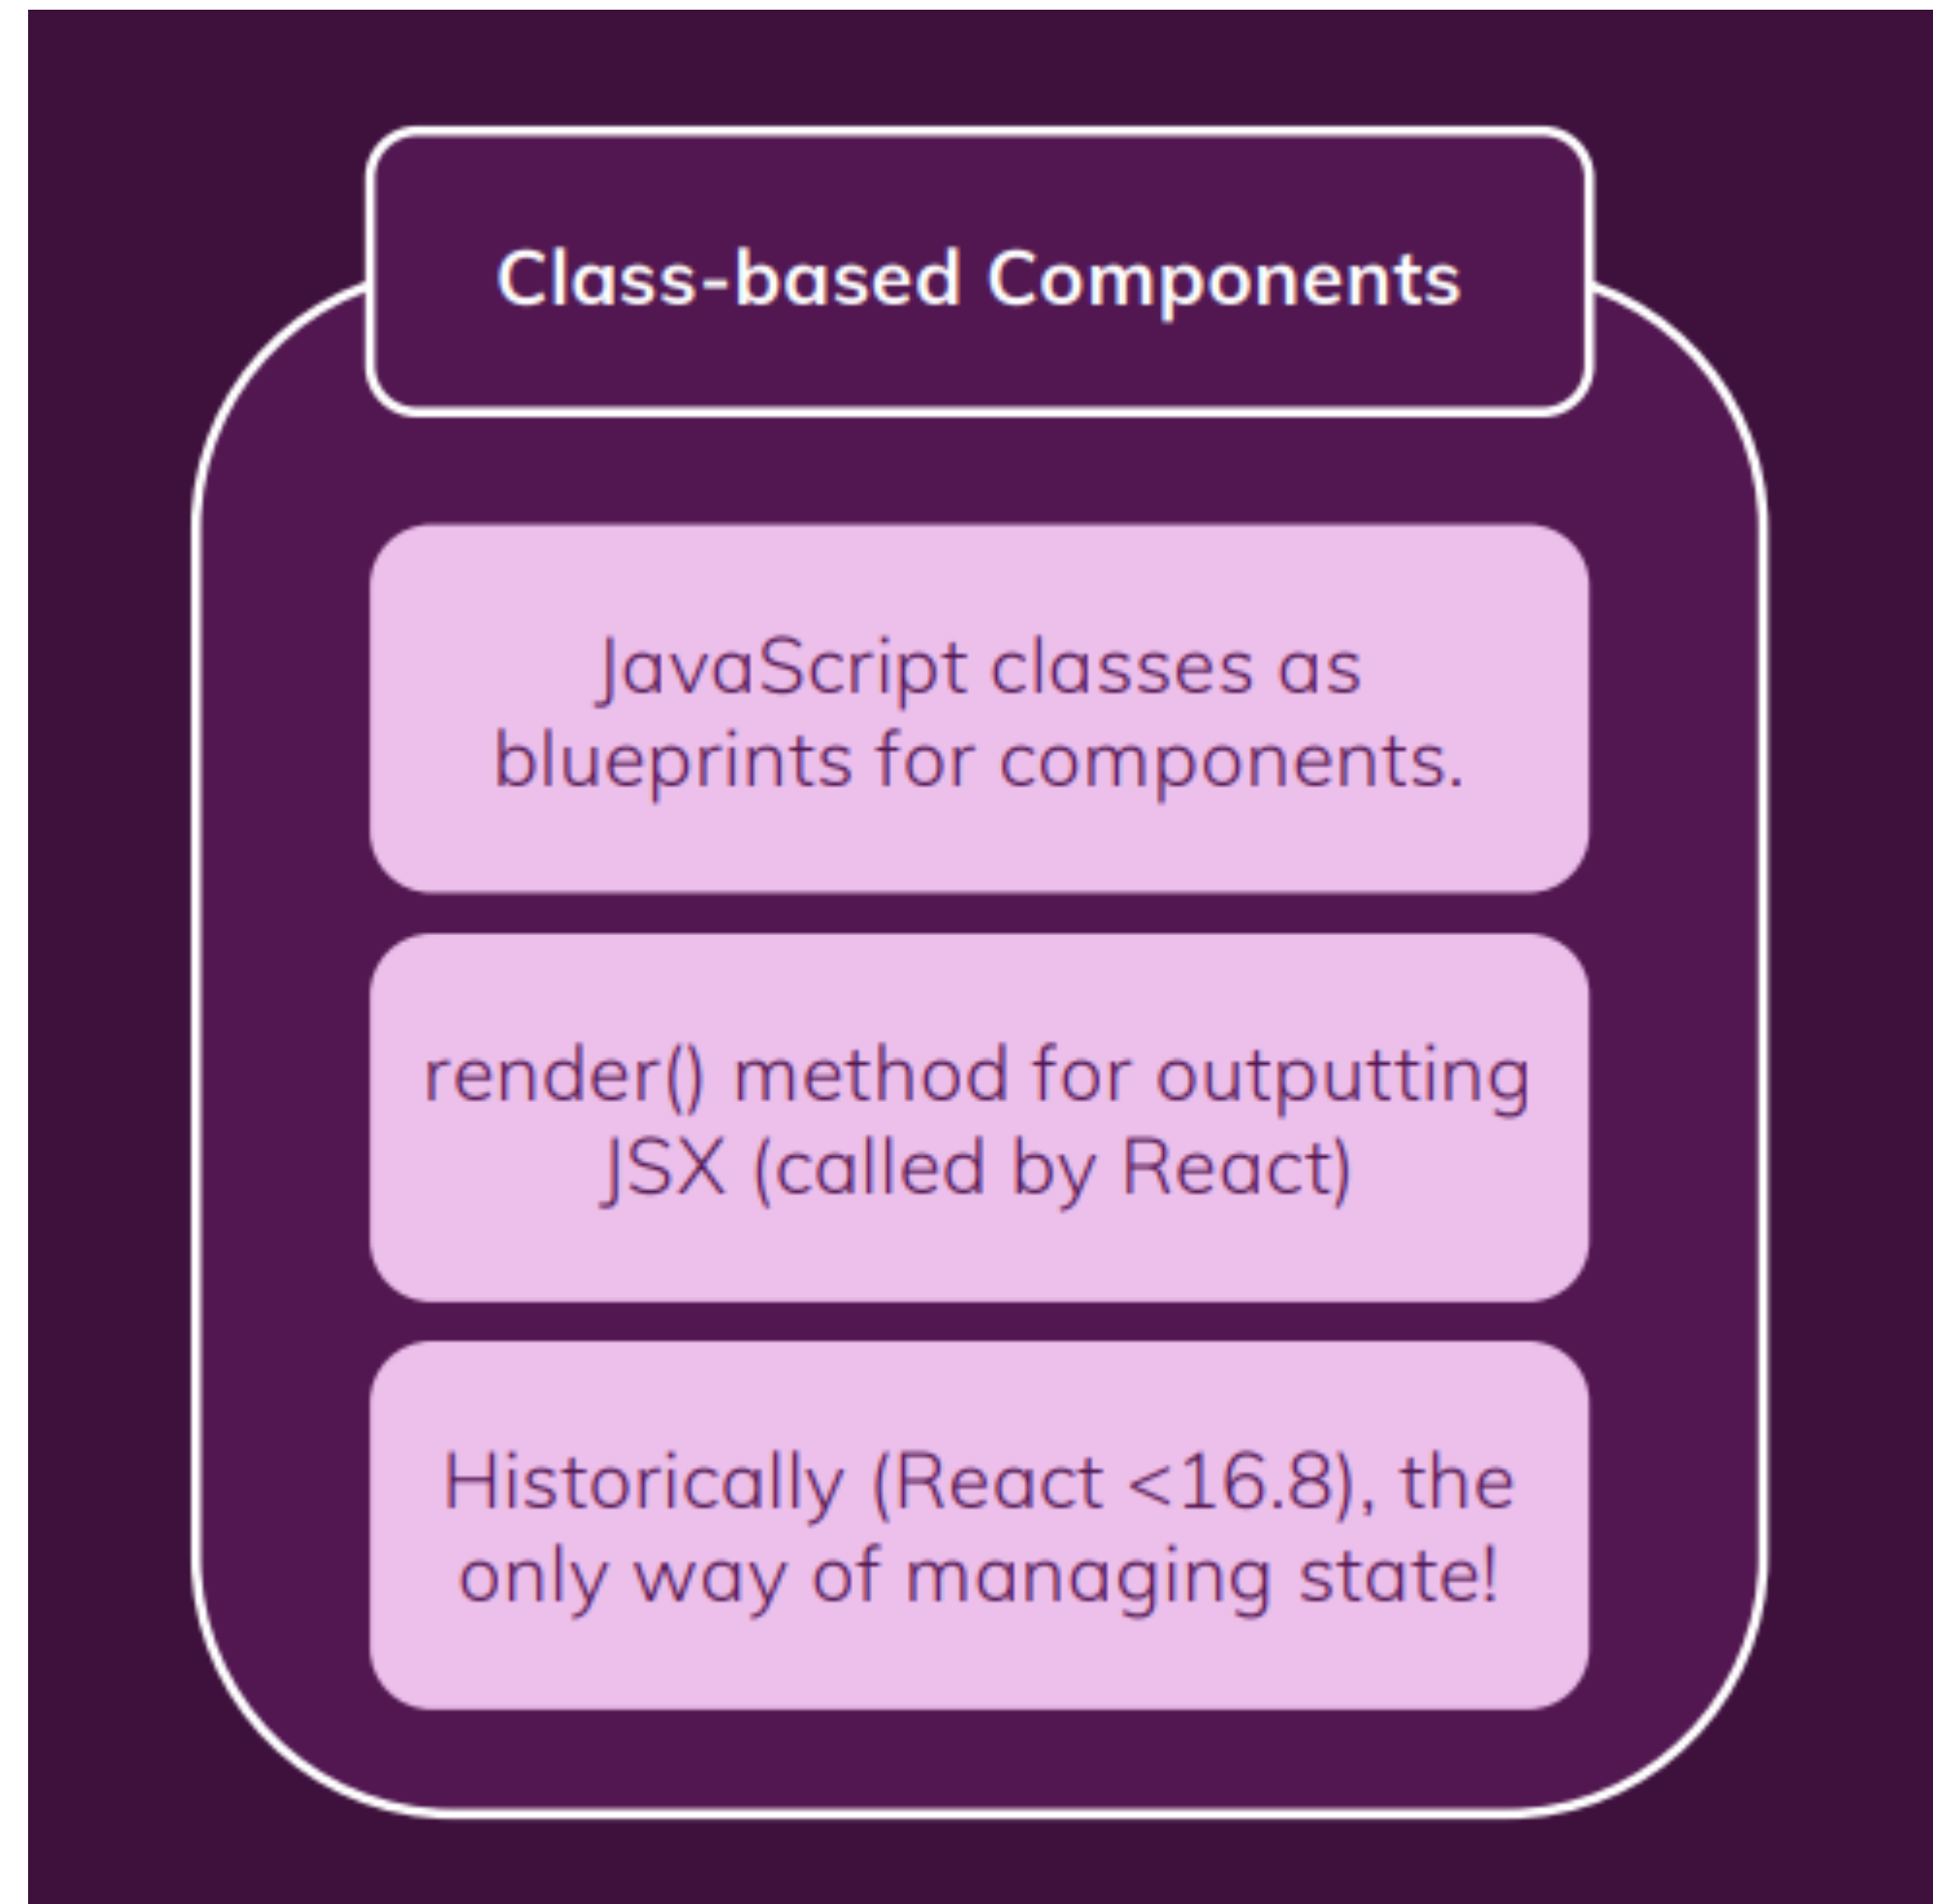 Class-based Components
JavaScript classes as
blueprints for components.
render() method for outputting
JSX (called by React)
Historically (React <16.8), the
only way of managing state!